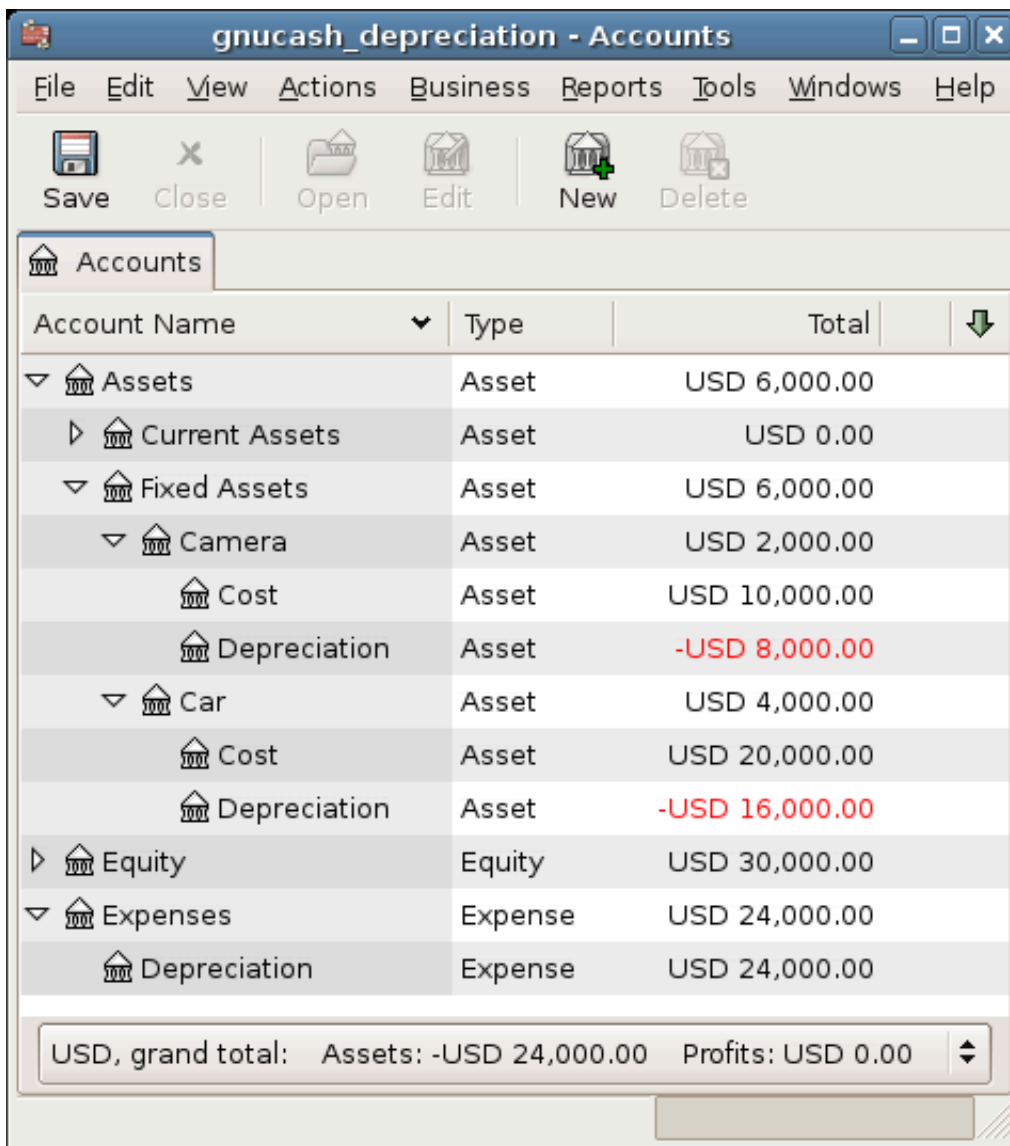 gnucash_depreciation - Accounts
File Edit View Actions Business Reports Tools Windows Help
Save Close Open Edit New Delete
Accounts
Account Name Type Total
Assets Asset USD 6,000.00
Current Assets Asset USD 0.00
Fixed Assets Asset USD 6,000.00
Camera Asset USD 2,000.00
Cost Asset USD 10,000.00
Depreciation Asset -USD 8,000.00
Car Asset USD 4,000.00
Cost Asset USD 20,000.00
Depreciation Asset -USD 16,000.00
Equity Equity USD 30,000.00
Expenses Expense USD 24,000.00
Depreciation Expense USD 24,000.00
USD, grand total: Assets: -USD 24,000.00 Profits: USD 0.00